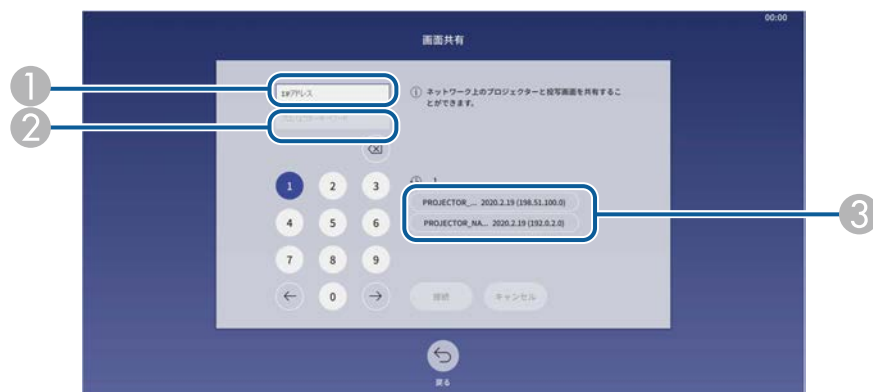 00:00
画面共有
1
IPアドレス
ネットワーク上のプロジェクターと投写画面を共有するこ
とができます。
2
1
2
3
1
PROJECTOR_... 2020.2.19 (198.51.100.0)
3
4
5
6
PROJECTOR_NA... 2020.2.19 (192.0.2.0)
7
8
9
0
接続
キャンセル
戻る